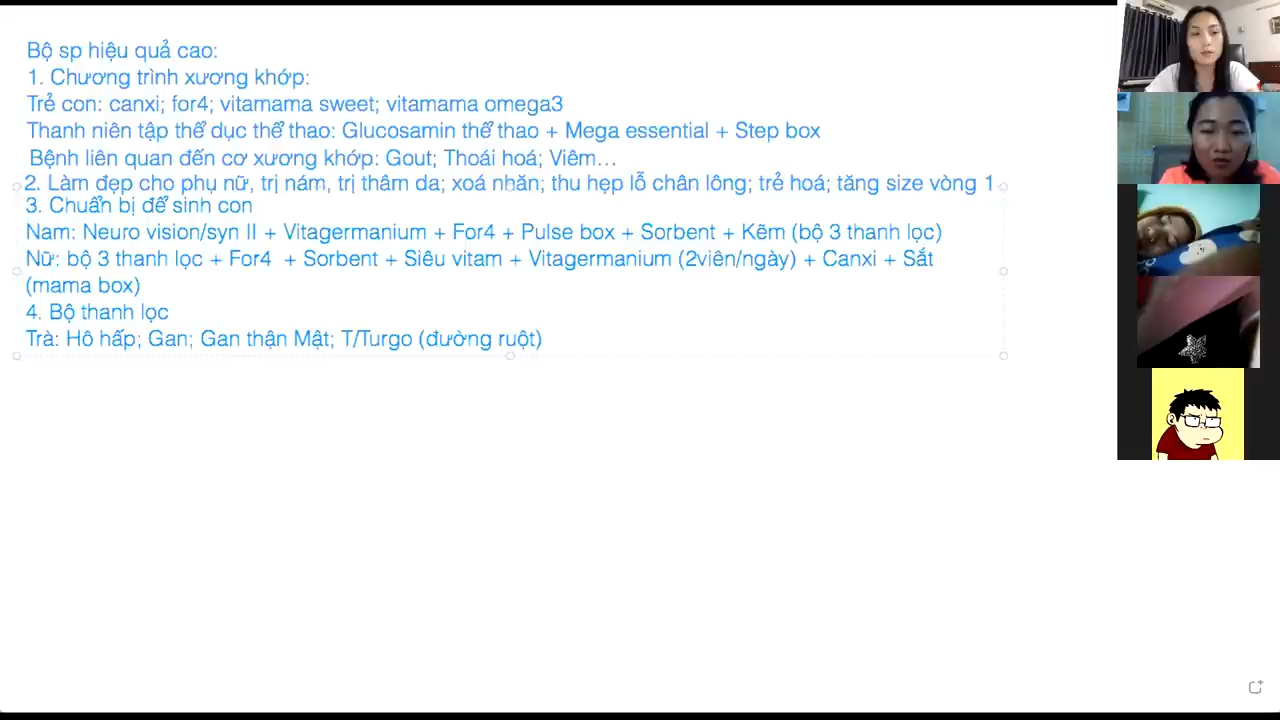 Bộ sp hiệu quả cao:
1. Chương trình xương khớp:
Trẻ con: canxi; for4; vitamama sweet; vitamama omega3
Thanh niên tập thể dục thể thao: Glucosamin thể thao + Mega essential + Step box
Bệnh liên quan đến cơ xương khớp: Gout; Thoái hoá; Viêm...
2. Làm đẹp cho phụ nữ, trị nám, trị thâm da; xoá nhăn; thu hẹp lỗ chân lông; trẻ hoá; tăng size vòng 1
3. Chuẩn bị để sinh con
Nam: Neuro vision/syn II + Vitagermanium + For4 + Pulse box + Sorbent + Kẽm (bộ 3 thanh lọc)
Nữ: bộ 3 thanh lọc + For4 + Sorbent + Siêu vitam + Vitagermanium (2viên/ngày) + Canxi + Sắt
(mama box)
4. Bộ thanh lọc
Trà: Hô hấp; Gan; Gan thận Mật; T/Turgo (đường ruột)